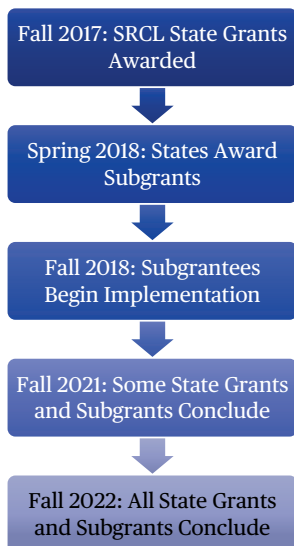 Fall 2017: SRCL State Grants
Awarded
Spring 2018: States Award
Subgrants
Fall 2018: Subgrantees
Begin Implementation
Fall 2021: Some State Grants
and Subgrants Conclude
Fall 2022: All State Grants
and Subgrants Conclude